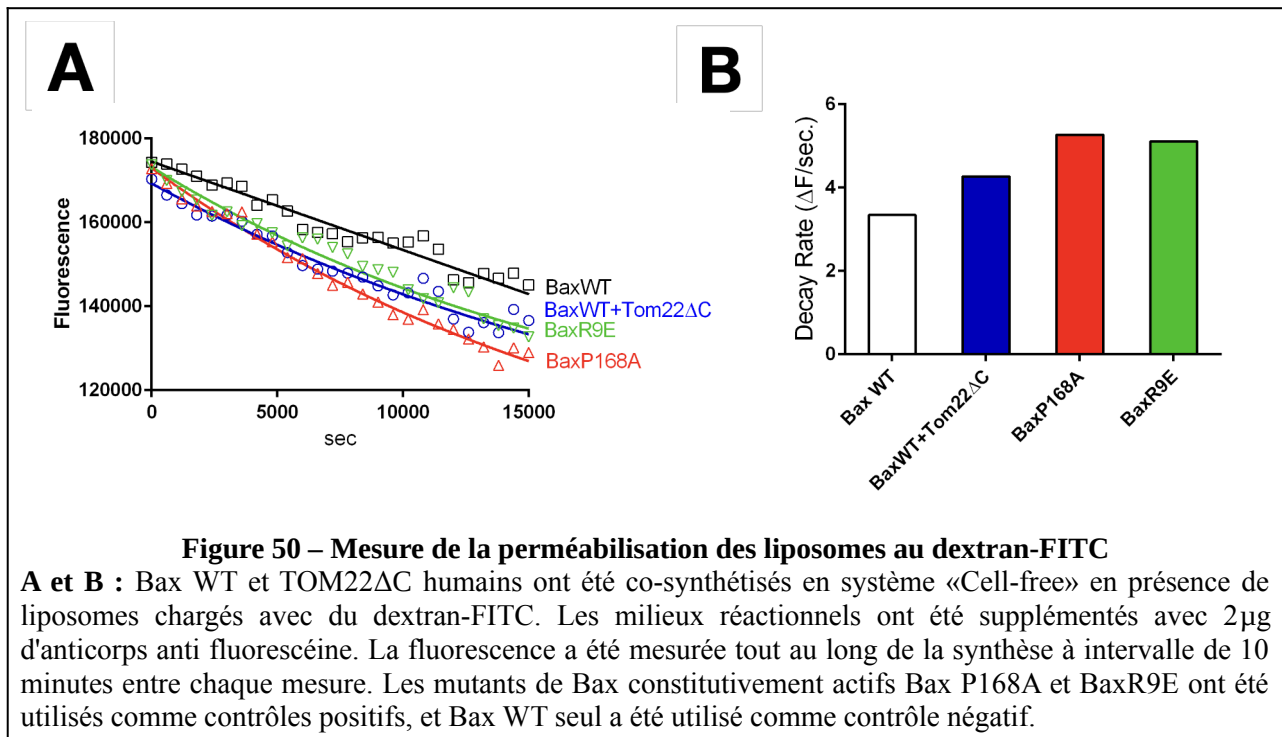 A
B
180000
160000
140000
120000
Fluorescence
0
5000
10000
15000
sec
BaxWT
BaxWT+Tom22ΔC
BaxR9E
BaxP168A
6
4
2
0
Decay Rate (ΔF/sec.)
Bax WT
BaxWT+Tom22ΔC
BaxP168A
BaxR9E
Figure 50 – Mesure de la perméabilisation des liposomes au dextran-FITC
A et B : Bax WT et TOM22ΔC humains ont été co-synthétisés en système «Cell-free» en présence de
liposomes chargés avec du dextran-FITC. Les milieux réactionnels ont été supplémentés avec 2µg
d'anticorps anti fluorescéine. La fluorescence a été mesurée tout au long de la synthèse à intervalle de 10
minutes entre chaque mesure. Les mutants de Bax constitutivement actifs Bax P168A et BaxR9E ont été
utilisés comme contrôles positifs, et Bax WT seul a été utilisé comme contrôle négatif.